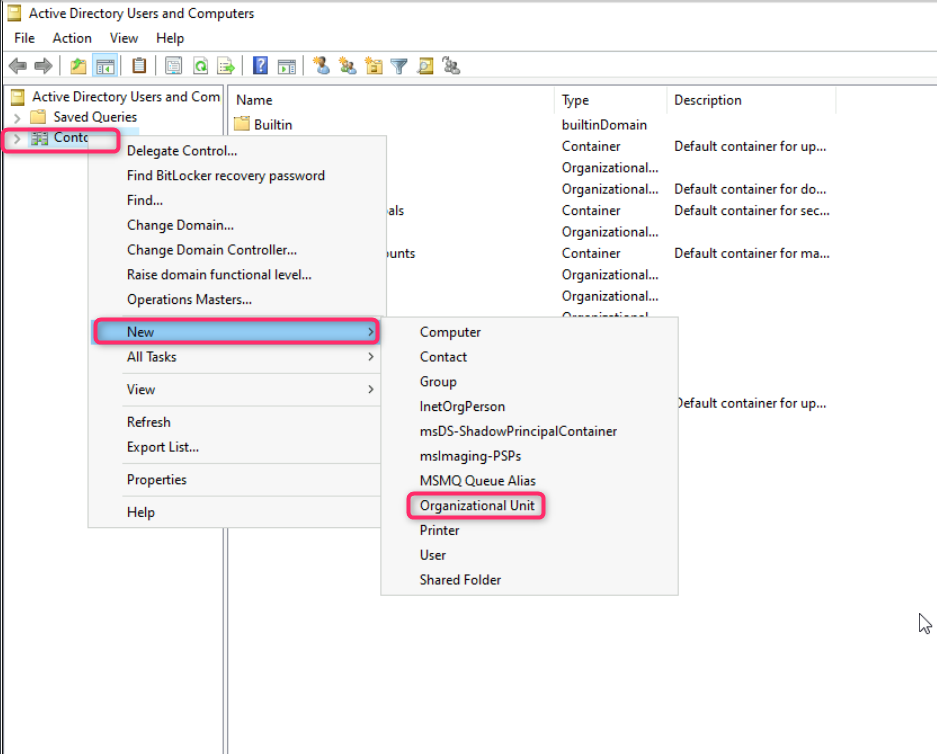 Active Directory Users and Computers
File Action View Help
Active Directory Users and Com
Saved Queries
Name Type Description
Builtin builtinDomain
Container Default container for up...
Organizational...
Organizational... Default container for do...
Container Default container for sec...
Organizational...
Container Default container for ma...
Organizational...
Organizational...
Default container for up...
Delegate Control...
Find BitLocker recovery password
Find...
Change Domain...
Change Domain Controller...
Raise domain functional level...
Operations Masters...
New
All Tasks
View
Refresh
Export List...
Properties
Help
Computer
Contact
Group
InetOrgPerson
msDS-ShadowPrincipalContainer
msImaging-PSPs
MSMQ Queue Alias
Organizational Unit
Printer
User
Shared Folder